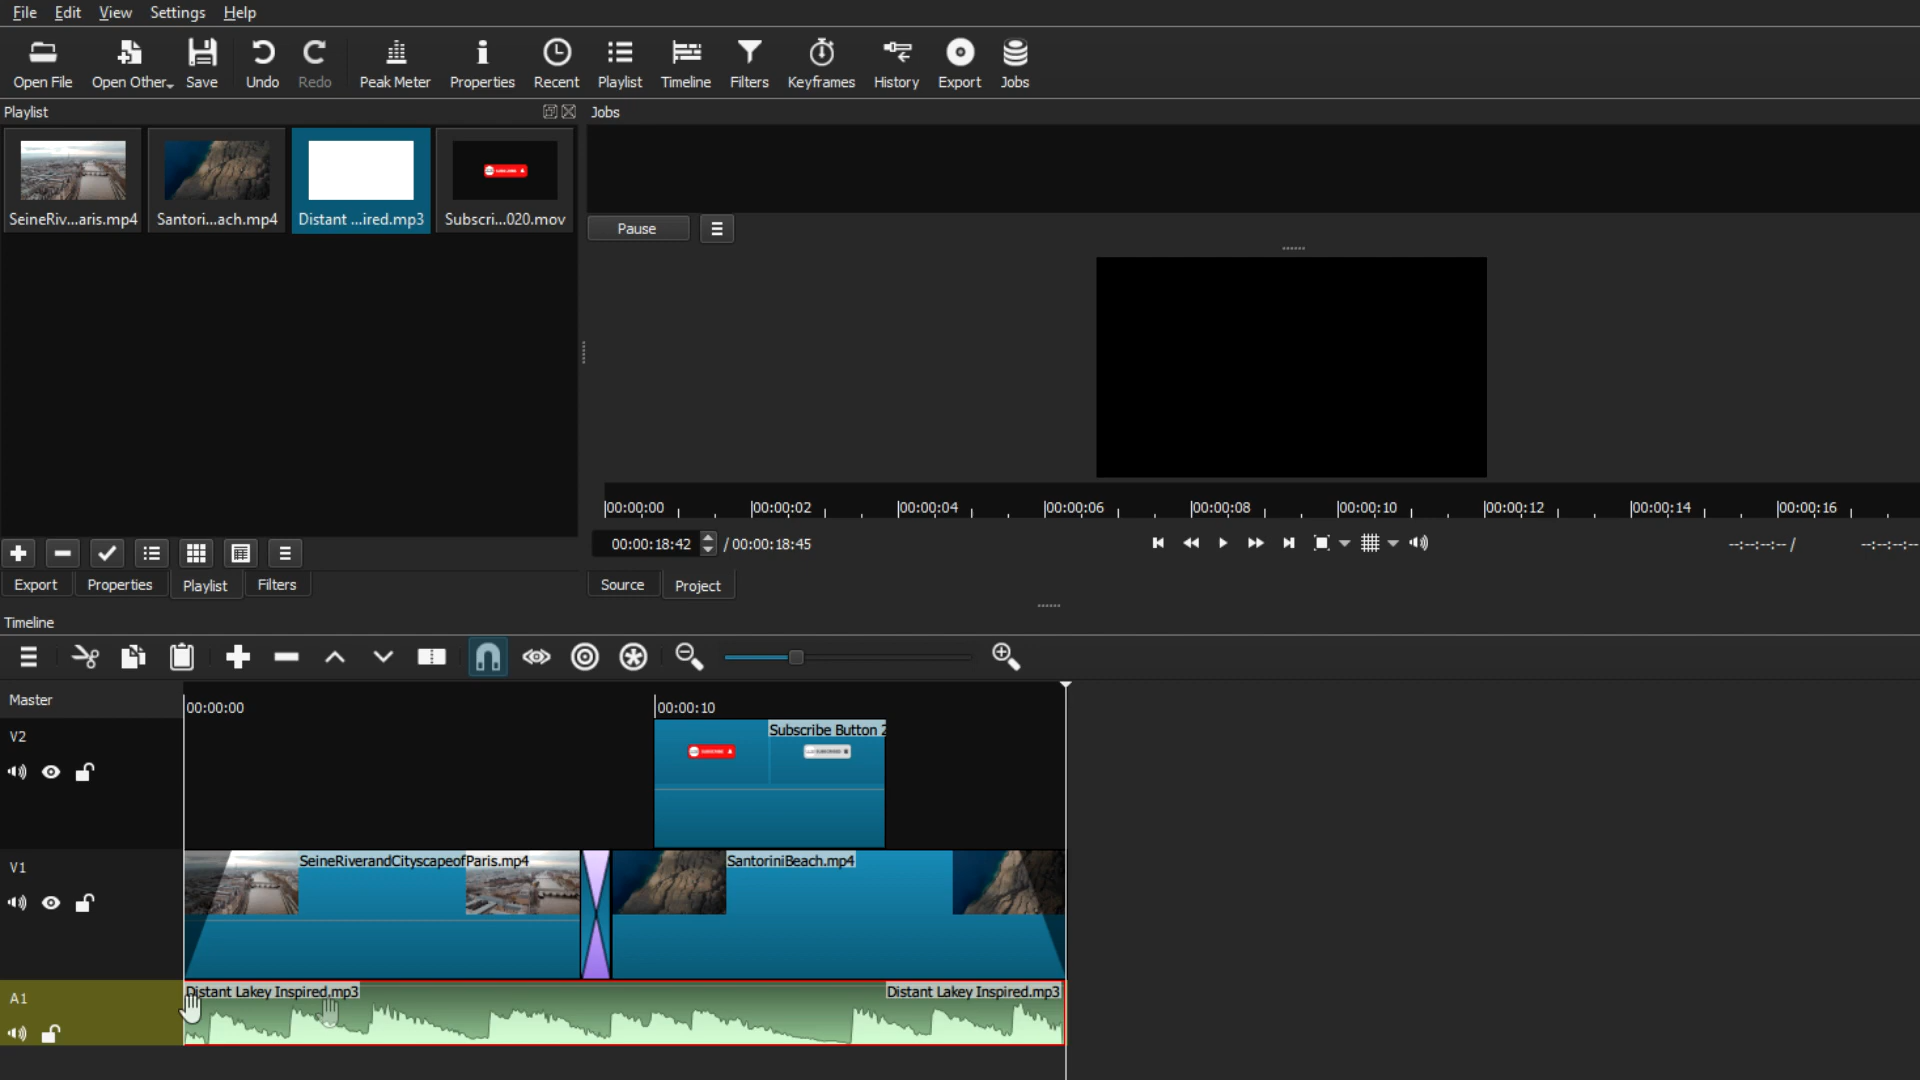 File Edit View Settings Help
Open File Open Other Save Undo Redo Peak Meter Properties Recent Playlist Timeline Filters Keyframes History Export Jobs
Playlist Jobs
SeineRiv...aris.mp4 Santori...ach.mp4 Distant ...ired.mp3 Subscri...020.mov
Pause
00:00:00 00:00:02 00:00:04 00:00:06 00:00:08 00:00:10 00:00:12 00:00:14 00:00:16
00:00:18:42 / 00:00:18:45 --:--:--:-- / --:--:--:--
Export Properties Playlist Filters Source Project
Timeline
Master
00:00:00 00:00:10
V2
Subscribe Button 2
V1
SeineRiverandCityscapeofParis.mp4 SantoriniBeach.mp4
A1
Distant Lakey Inspired.mp3 Distant Lakey Inspired.mp3